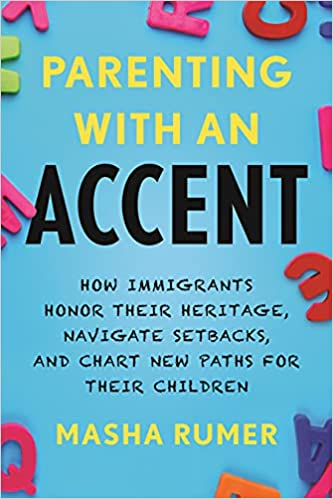 PARENTING
WITH AN
ACCENT
HOW IMMIGRANTS
HONOR THEIR HERITAGE,
NAVIGATE SETBACKS,
AND CHART NEW PATHS FOR
THEIR CHILDREN
MASHA RUMER